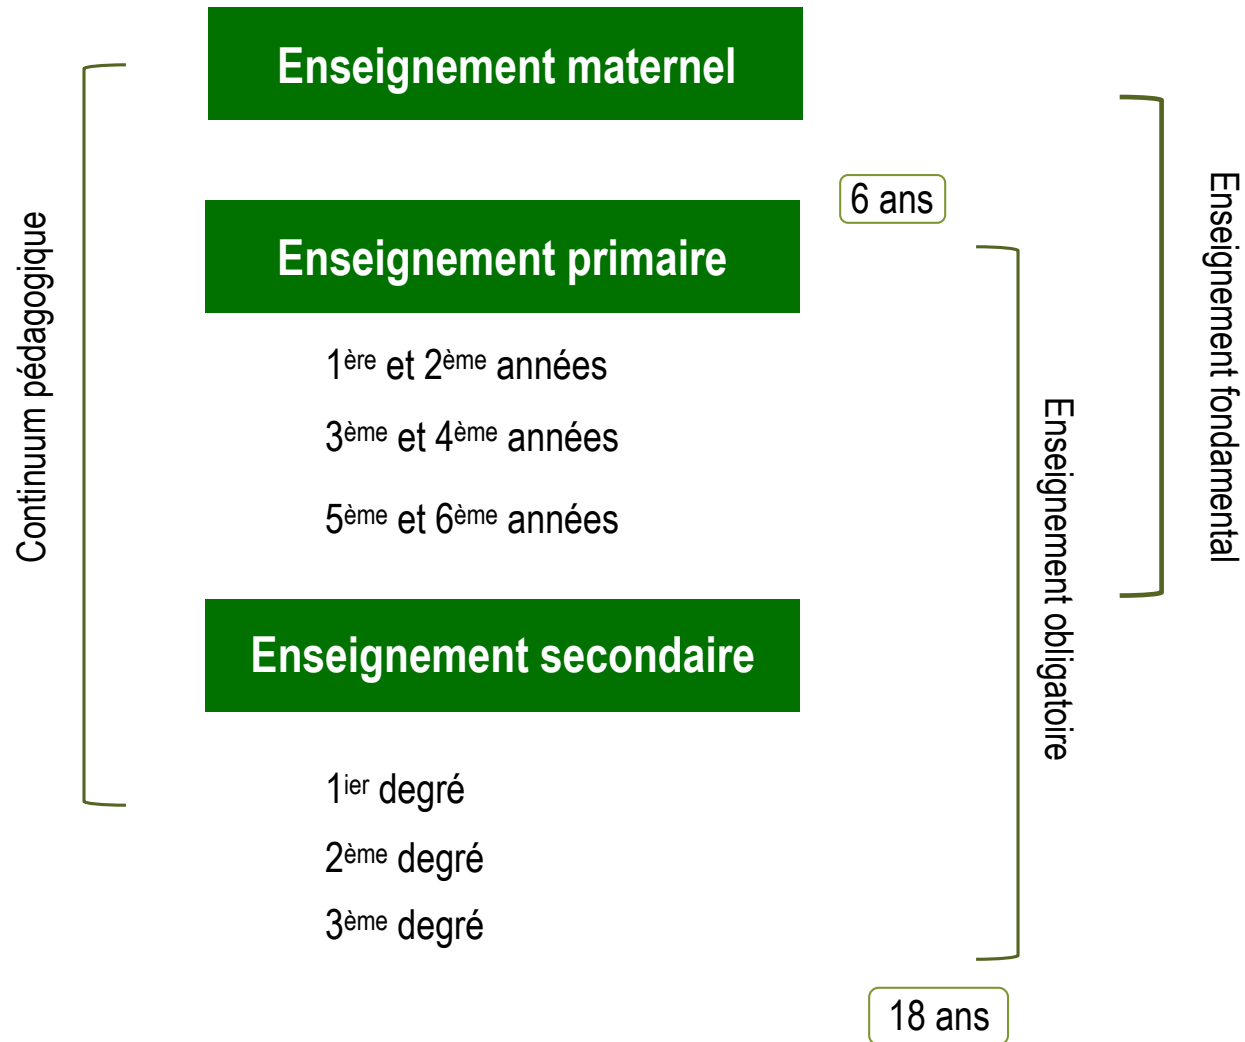 Enseignement maternel
6 ans
Enseignement primaire
1ère et 2ème années
3ème et 4ème années
5ème et 6ème années
Enseignement secondaire
1ier degré
2ème degré
3ème degré
18 ans
Continuum pédagogique
Enseignement obligatoire
Enseignement fondamental